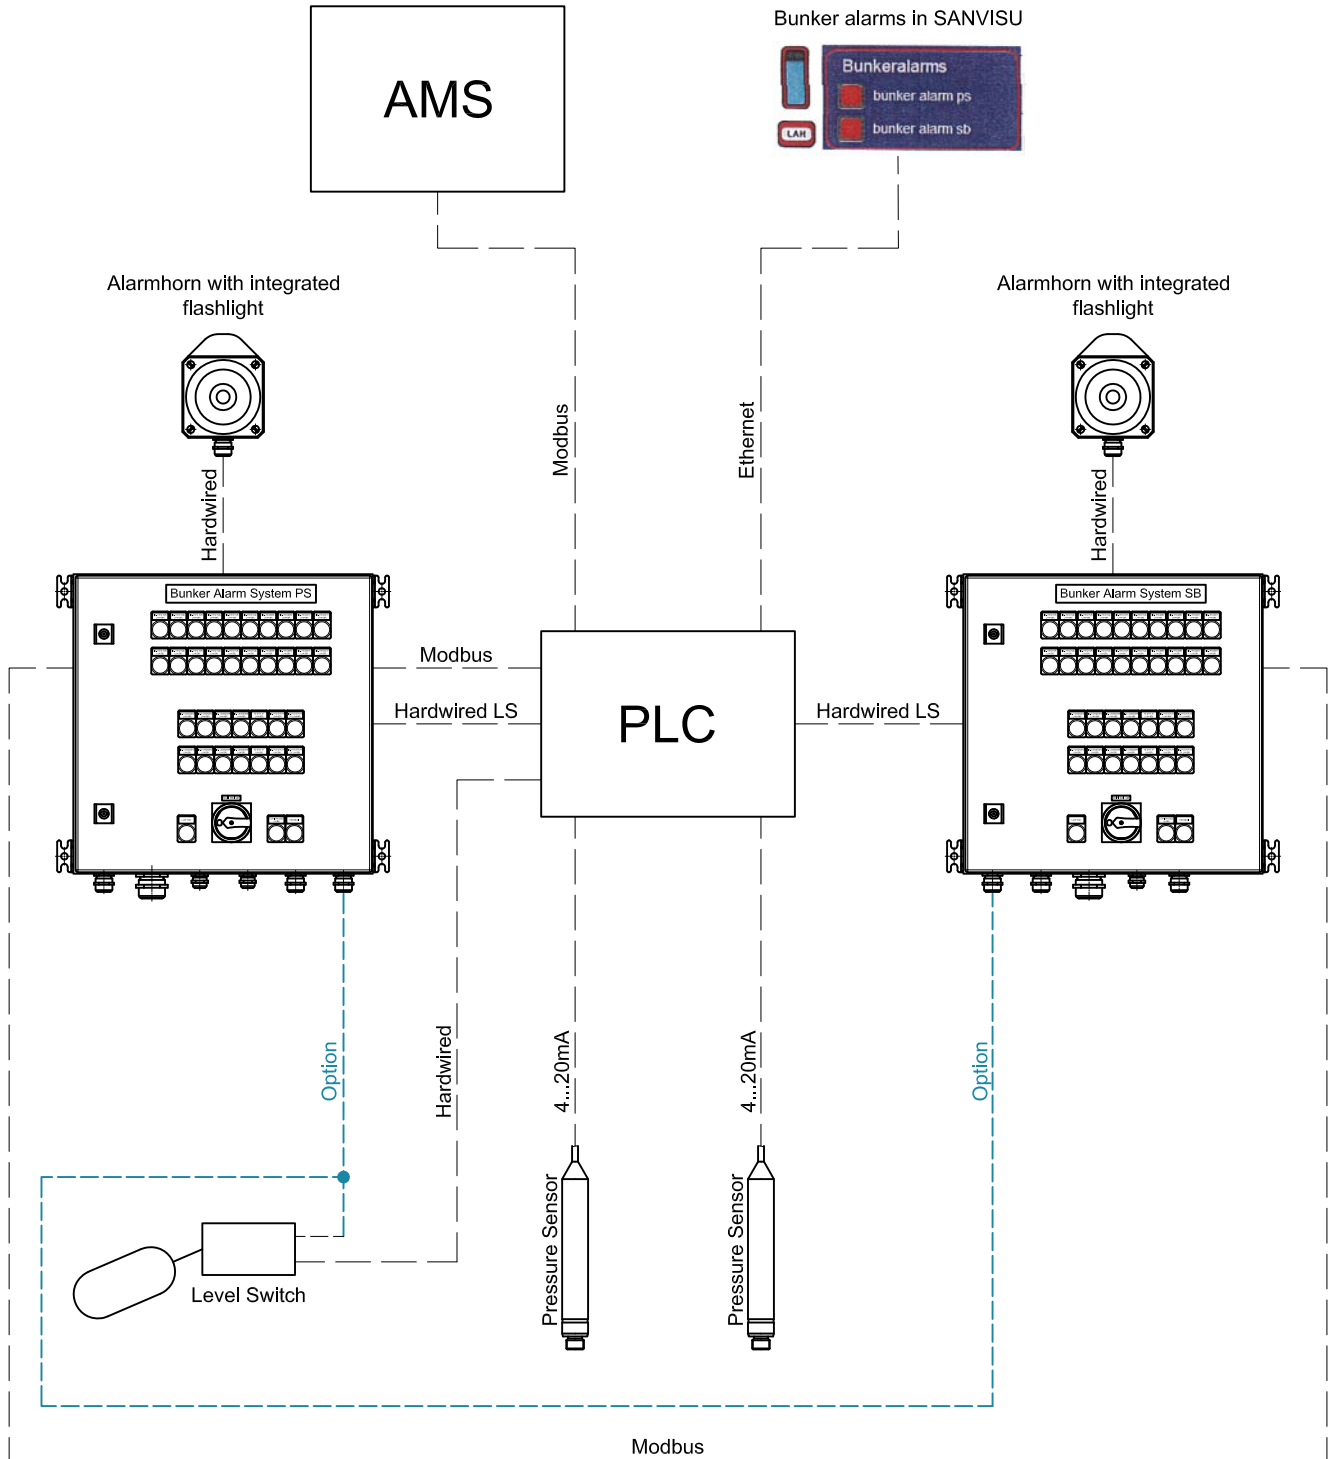 Bunker alarms in SANVISU
AMS
Bunkeralarms
bunker alarm ps
LAH
bunker alarm sb
Alarmhorn with integrated
flashlight
Alarmhorn with integrated
flashlight
Modbus
Ethernet
Hardwired
Hardwired
Bunker Alarm System PS
Bunker Alarm System SB
Modbus
Hardwired LS
PLC
Hardwired LS
Option
Hardwired
4...20mA
4...20mA
Option
Pressure Sensor
Pressure Sensor
Level Switch
Modbus